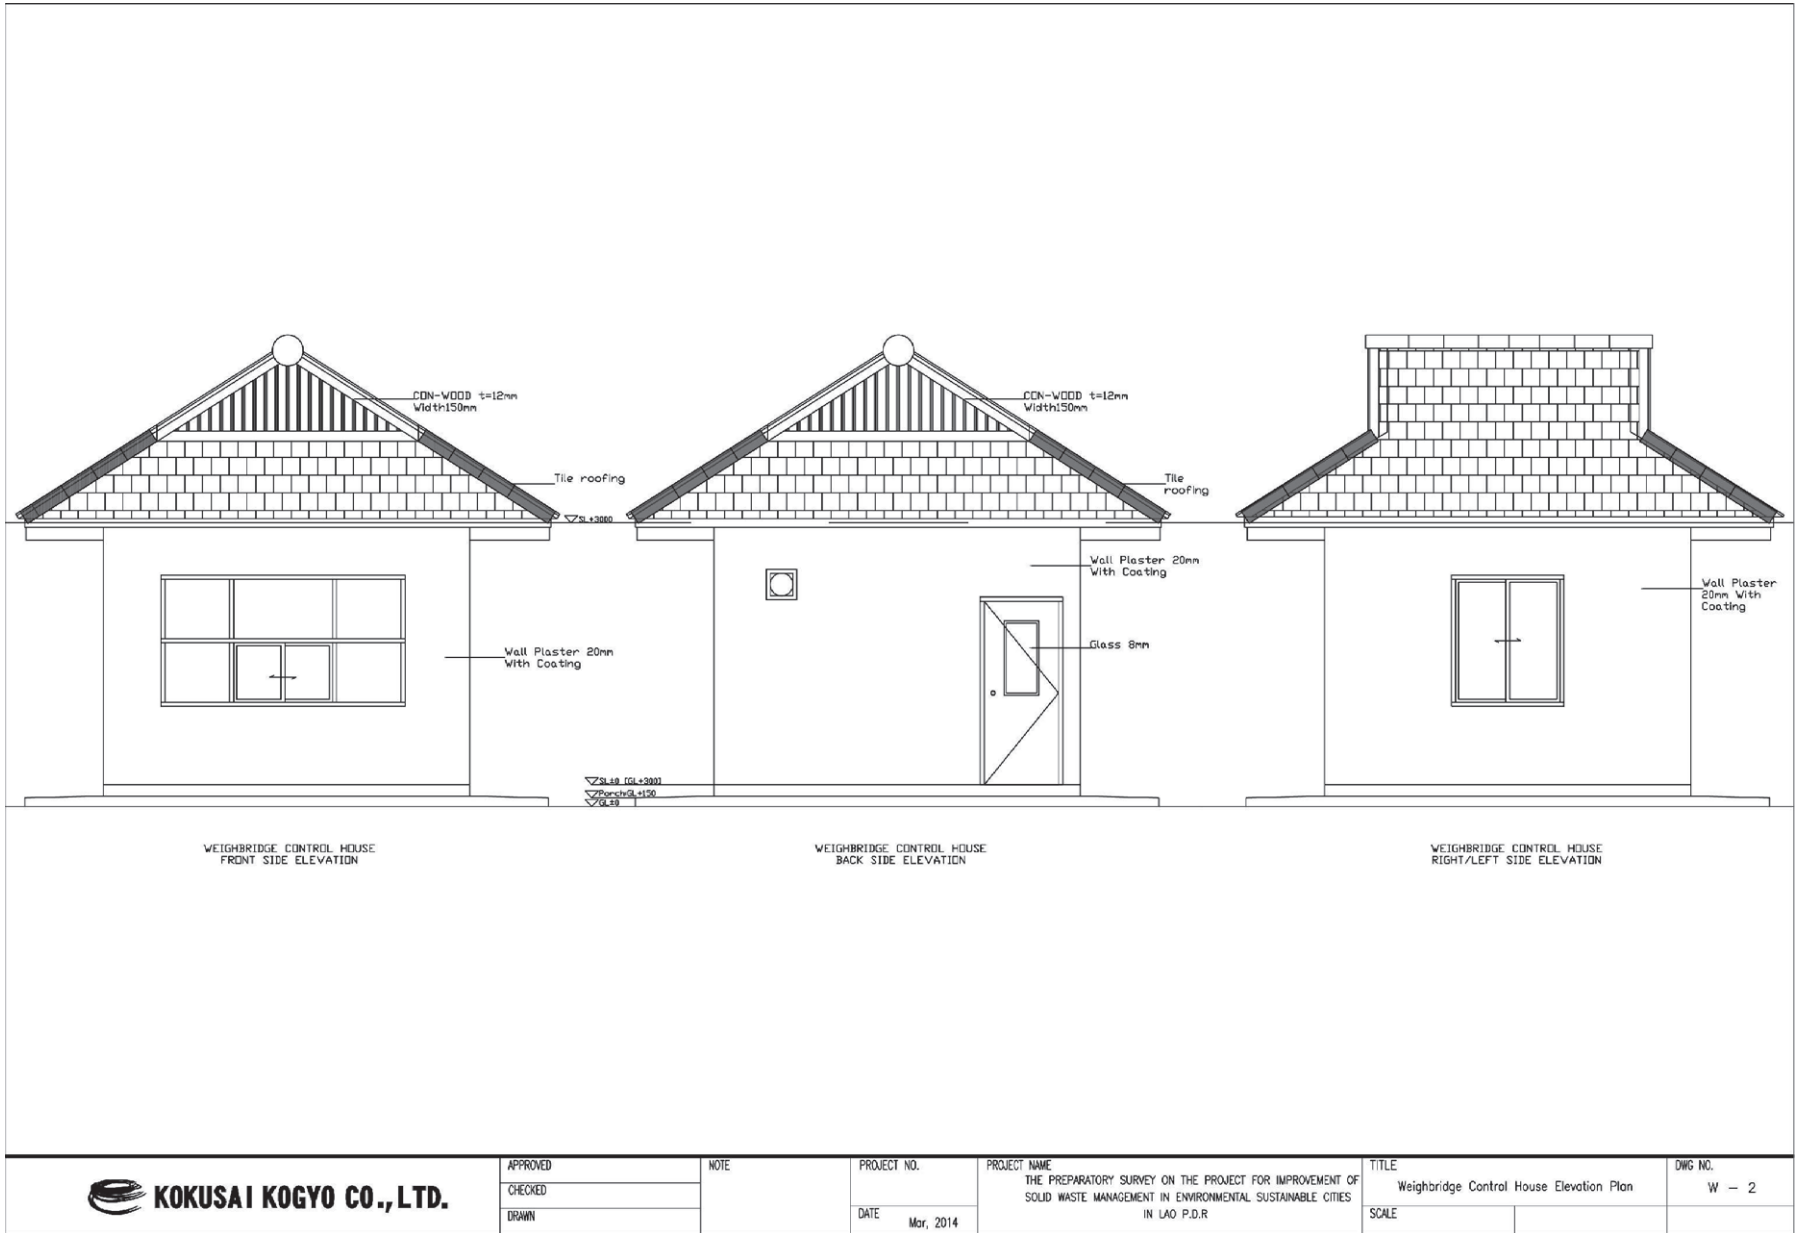 CON-WOOD t=12mm
Width150mm
Tile roofing
SL+3000
Wall Plaster 20mm
With Coating
WEIGHBRIDGE CONTROL HOUSE
FRONT SIDE ELEVATION
CON-WOOD t=12mm
Width150mm
Tile
roofing
Wall Plaster 20mm
With Coating
Glass 8mm
SL±0 (GL+300)
Porch:GL+150
GL±0
WEIGHBRIDGE CONTROL HOUSE
BACK SIDE ELEVATION
Wall Plaster
20mm With
Coating
WEIGHBRIDGE CONTROL HOUSE
RIGHT/LEFT SIDE ELEVATION
KOKUSAI KOGYO CO., LTD.
APPROVED
CHECKED
DRAWN
NOTE
PROJECT NO.
DATE
Mar, 2014
PROJECT NAME
THE PREPARATORY SURVEY ON THE PROJECT FOR IMPROVEMENT OF
SOLID WASTE MANAGEMENT IN ENVIRONMENTAL SUSTAINABLE CITIES
IN LAO P.D.R
TITLE
Weighbridge Control House Elevation Plan
SCALE
DWG NO.
W - 2